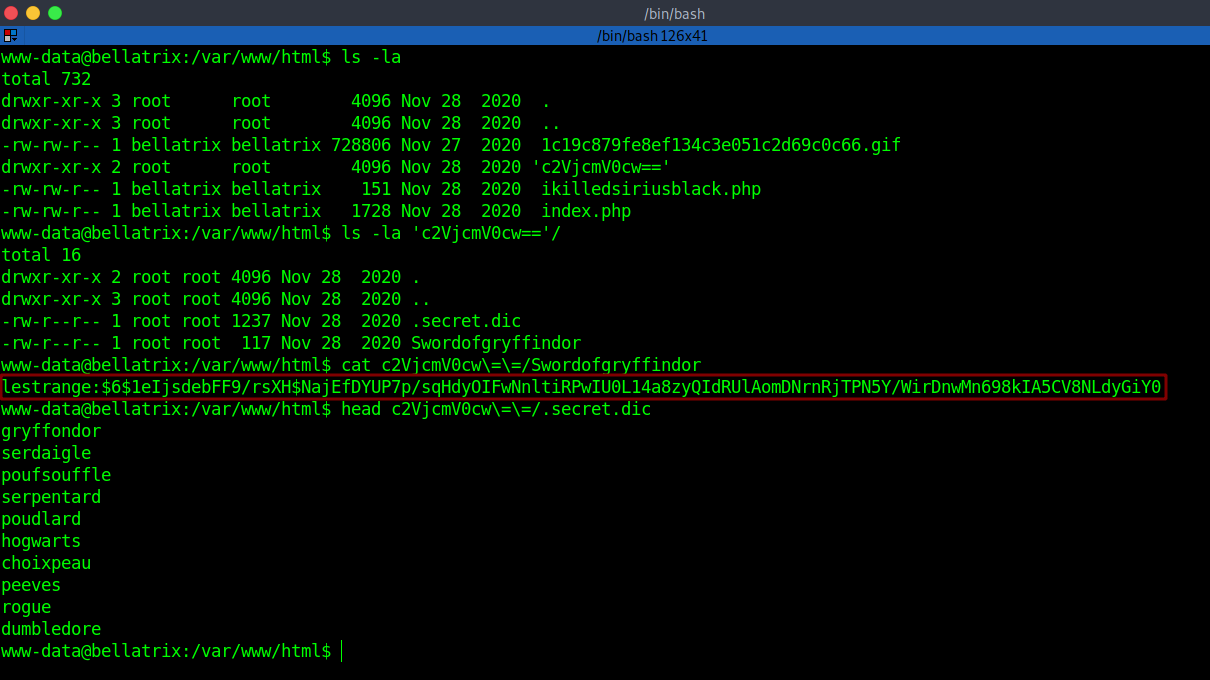 /bin/bash
/bin/bash 126x41
www-data@bellatrix:/var/www/html$ ls -la
total 732
drwxr-xr-x 3 root      root        4096 Nov 28  2020  .
drwxr-xr-x 3 root      root        4096 Nov 28  2020  ..
-rw-rw-r-- 1 bellatrix bellatrix 728806 Nov 27  2020  1c19c879fe8ef134c3e051c2d69c0c66.gif
drwxr-xr-x 2 root      root        4096 Nov 28  2020 'c2VjcmV0cw=='
-rw-rw-r-- 1 bellatrix bellatrix    151 Nov 28  2020  ikilledsiriusblack.php
-rw-rw-r-- 1 bellatrix bellatrix   1728 Nov 28  2020  index.php
www-data@bellatrix:/var/www/html$ ls -la 'c2VjcmV0cw=='/
total 16
drwxr-xr-x 2 root root 4096 Nov 28  2020 .
drwxr-xr-x 3 root root 4096 Nov 28  2020 ..
-rw-r--r-- 1 root root 1237 Nov 28  2020 .secret.dic
-rw-r--r-- 1 root root  117 Nov 28  2020 Swordofgryffindor
www-data@bellatrix:/var/www/html$ cat c2VjcmV0cw\=\=/Swordofgryffindor
lestrange:$6$1eIjsdebFF9/rsXH$NajEfDYUP7p/sqHdyOIFwNnltiRPwIU0L14a8zyQIdRUlAomDNrnRjTPN5Y/WirDnwMn698kIA5CV8NLdyGiY0
www-data@bellatrix:/var/www/html$ head c2VjcmV0cw\=\=/.secret.dic
gryffondor
serdaigle
poufsouffle
serpentard
poudlard
hogwarts
choixpeau
peeves
rogue
dumbledore
www-data@bellatrix:/var/www/html$